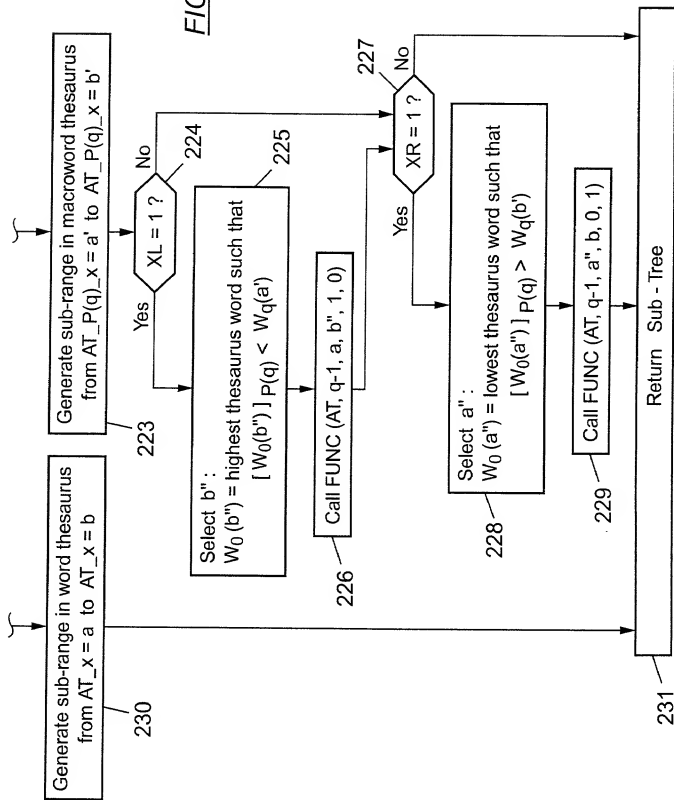 FIG
Generate sub-range in word thesaurus
from AT_x = a to AT_x = b
230
Generate sub-range in macroword thesaurus
from AT_P(q)_x = a' to AT_P(q)_x = b'
223
XL = 1 ?
224
Yes
No
Select b" :
W0 (b") = highest thesaurus word such that
[ W0(b") ] P(q) < Wq(a')
225
Call FUNC (AT, q-1, a, b", 1, 0)
226
XR = 1 ?
227
Yes
No
Select a" :
W0 (a") = lowest thesaurus word such that
[ W0(a") ] P(q) > Wq(b')
228
Call FUNC (AT, q-1, a", b, 0, 1)
229
Return Sub - Tree
231